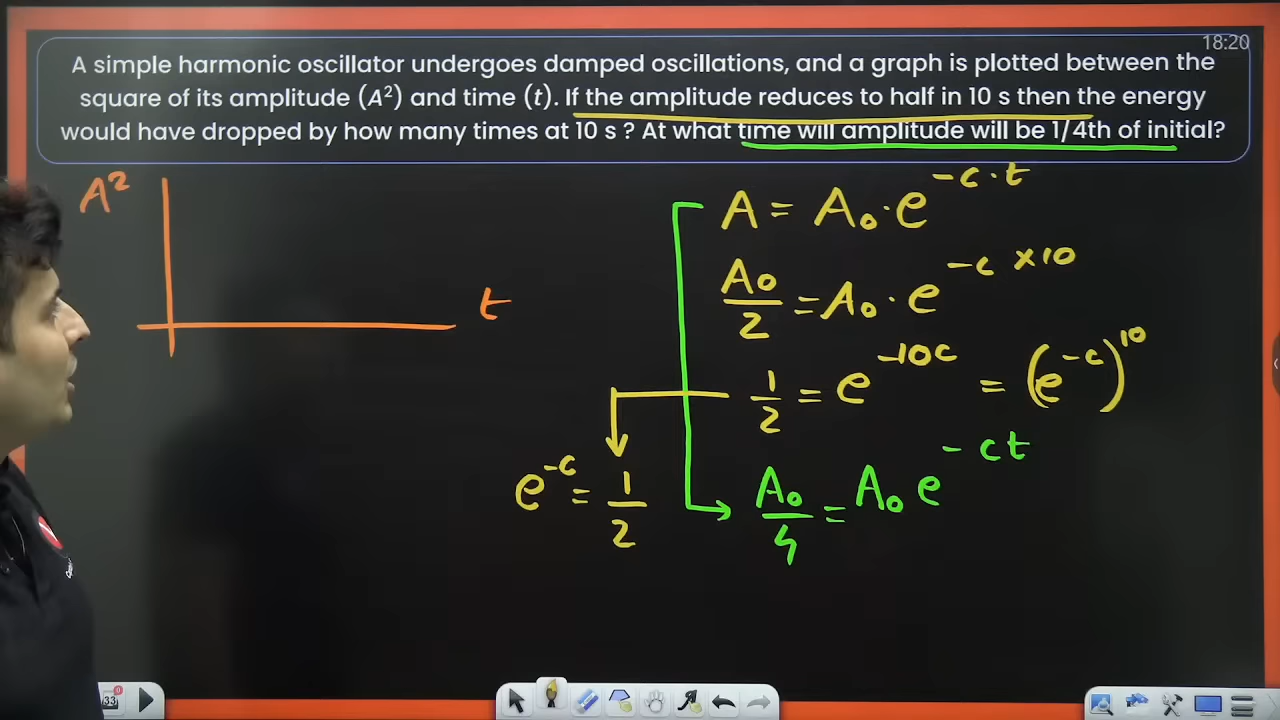 18:20
A simple harmonic oscillator undergoes damped oscillations, and a graph is plotted between the
square of its amplitude (A²) and time (t). If the amplitude reduces to half in 10 s then the energy
would have dropped by how many times at 10 s ? At what time will amplitude will be 1/4th of initial?
A²
t
A = A₀·e^(-c·t)
A₀/2 = A₀·e^(-c×10)
1/2 = e^(-10c) = (e^(-c))^10
e^(-c) = 1/2
A₀/4 = A₀ e^(-ct)
33